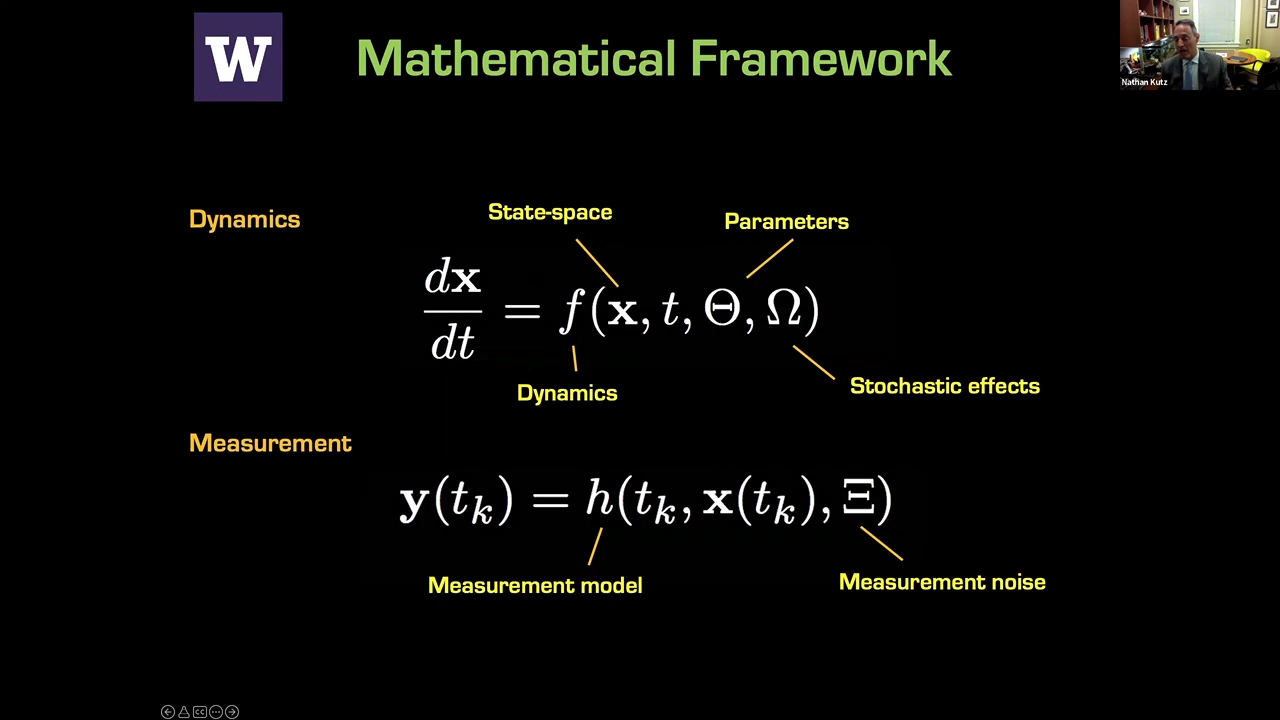 W
Mathematical Framework
Nathan Kutz
Dynamics
State-space
Parameters
dx/dt = f(x, t, Θ, Ω)
Dynamics
Stochastic effects
Measurement
y(t_k) = h(t_k, x(t_k), Ξ)
Measurement model
Measurement noise